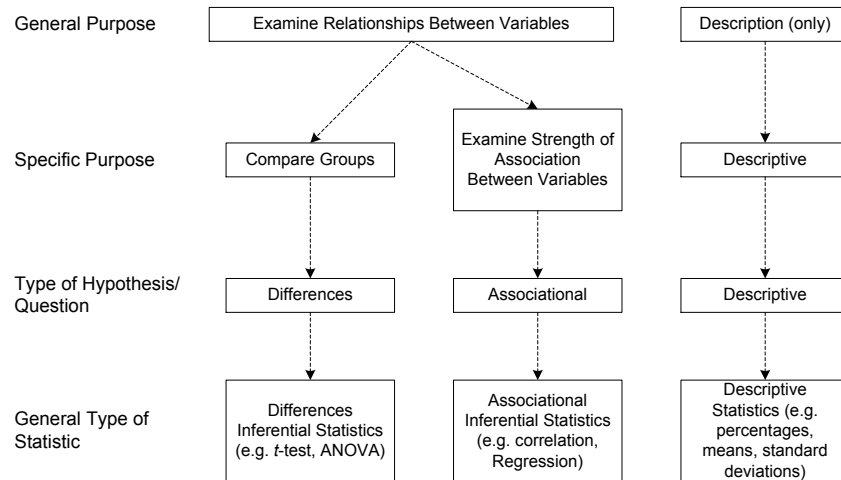 General Purpose
Examine Relationships Between Variables
Description (only)
Specific Purpose
Compare Groups
Examine Strength of
Association
Between Variables
Descriptive
Type of Hypothesis/
Question
Differences
Associational
Descriptive
General Type of
Statistic
Differences
Inferential Statistics
(e.g. t-test, ANOVA)
Associational
Inferential Statistics
(e.g. correlation,
Regression)
Descriptive
Statistics (e.g.
percentages,
means, standard
deviations)